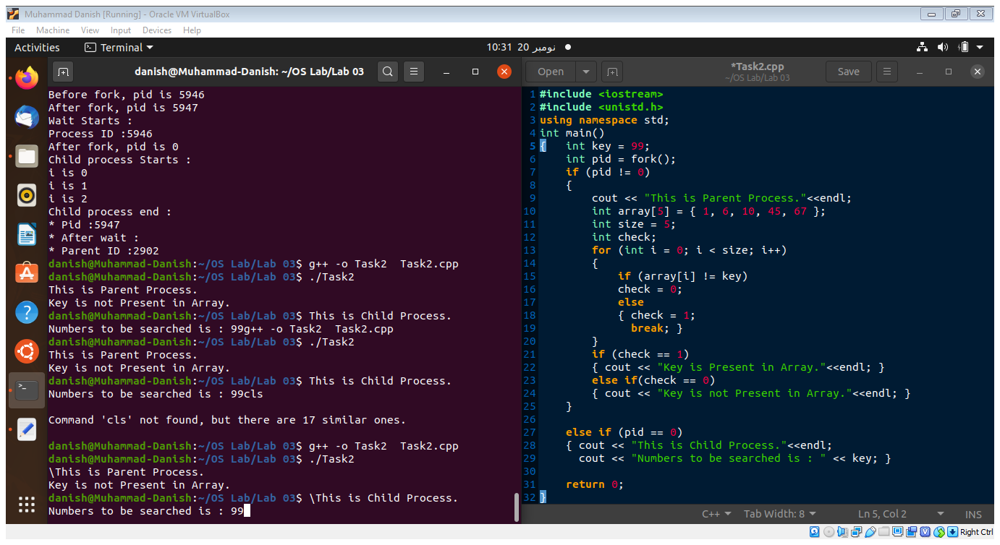 Muhammad Danish [Running] - Oracle VM VirtualBox
File Machine View Input Devices Help
Activities Terminal 10:31 20 نومبر
danish@Muhammad-Danish: ~/OS Lab/Lab 03
Before fork, pid is 5946
After fork, pid is 5947
Wait Starts :
Process ID :5946
After fork, pid is 0
Child process Starts :
i is 0
i is 1
i is 2
Child process end :
* Pid :5947
* After wait :
* Parent ID :2902
danish@Muhammad-Danish:~/OS Lab/Lab 03$ g++ -o Task2  Task2.cpp
danish@Muhammad-Danish:~/OS Lab/Lab 03$ ./Task2
This is Parent Process.
Key is not Present in Array.
danish@Muhammad-Danish:~/OS Lab/Lab 03$ This is Child Process.
Numbers to be searched is : 99g++ -o Task2  Task2.cpp
danish@Muhammad-Danish:~/OS Lab/Lab 03$ ./Task2
This is Parent Process.
Key is not Present in Array.
danish@Muhammad-Danish:~/OS Lab/Lab 03$ This is Child Process.
Numbers to be searched is : 99cls
Command 'cls' not found, but there are 17 similar ones.
danish@Muhammad-Danish:~/OS Lab/Lab 03$ g++ -o Task2  Task2.cpp
danish@Muhammad-Danish:~/OS Lab/Lab 03$ ./Task2
\This is Parent Process.
Key is not Present in Array.
danish@Muhammad-Danish:~/OS Lab/Lab 03$ \This is Child Process.
Numbers to be searched is : 99
Open *Task2.cpp Save
~/OS Lab/Lab 03
1 #include <iostream>
2 #include <unistd.h>
3 using namespace std;
4 int main()
5 {   int key = 99;
6     int pid = fork();
7     if (pid != 0)
8     {
9         cout << "This is Parent Process."<<endl;
10         int array[5] = { 1, 6, 10, 45, 67 };
11         int size = 5;
12         int check;
13         for (int i = 0; i < size; i++)
14         {
15             if (array[i] != key)
16             check = 0;
17             else
18             { check = 1;
19               break; }
20         }
21         if (check == 1)
22         { cout << "Key is Present in Array."<<endl; }
23         else if(check == 0)
24         { cout << "Key is not Present in Array."<<endl; }
25     }
26
27     else if (pid == 0)
28     { cout << "This is Child Process."<<endl;
29       cout << "Numbers to be searched is : " << key; }
30
31     return 0;
32 }
C++ Tab Width: 8 Ln 5, Col 2 INS
Right Ctrl